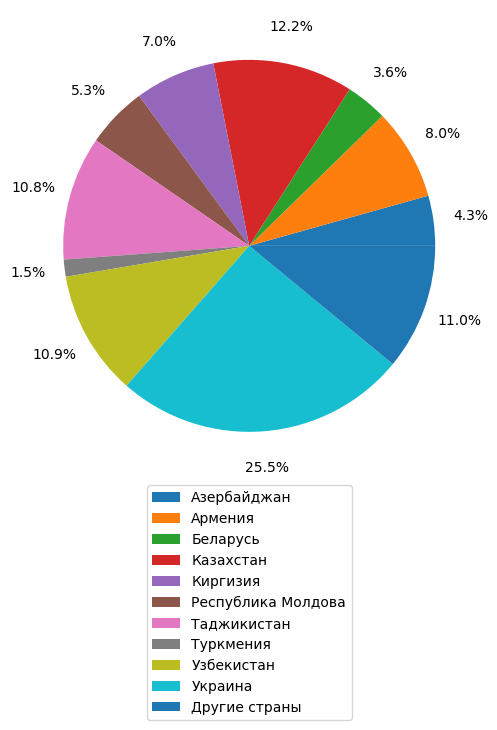 12.2%
7.0%
3.6%
5.3%
8.0%
10.8%
4.3%
1.5%
11.0%
10.9%
25.5%
Азербайджан
Армения
Беларусь
Казахстан
Киргизия
Республика Молдова
Таджикистан
Туркмения
Узбекистан
Украина
Другие страны